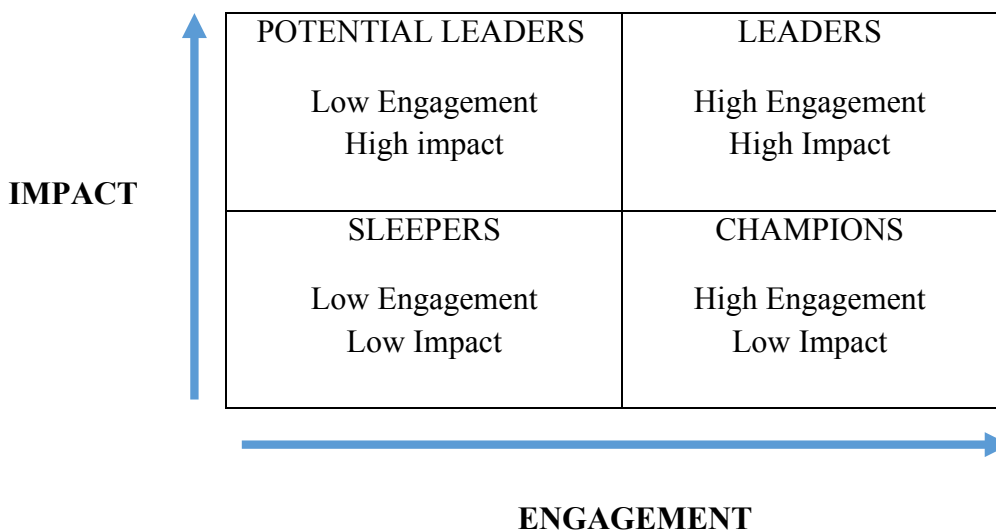 POTENTIAL LEADERS
Low Engagement
High impact
LEADERS
High Engagement
High Impact
IMPACT
SLEEPERS
Low Engagement
Low Impact
CHAMPIONS
High Engagement
Low Impact
ENGAGEMENT